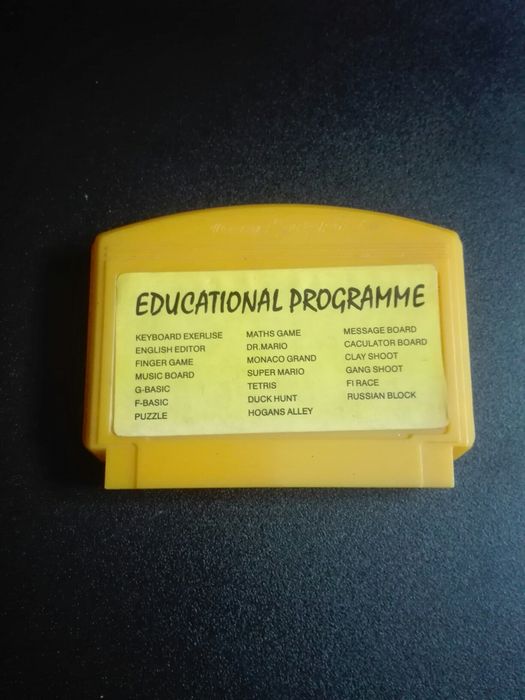 EDUCATIONAL PROGRAMME
KEYBOARD EXERLISE
ENGLISH EDITOR
FINGER GAME
MUSIC BOARD
G-BASIC
F-BASIC
PUZZLE
MATHS GAME
DR.MARIO
MONACO GRAND
SUPER MARIO
TETRIS
DUCK HUNT
HOGANS ALLEY
MESSAGE BOARD
CACULATOR BOARD
CLAY SHOOT
GANG SHOOT
FI RACE
RUSSIAN BLOCK